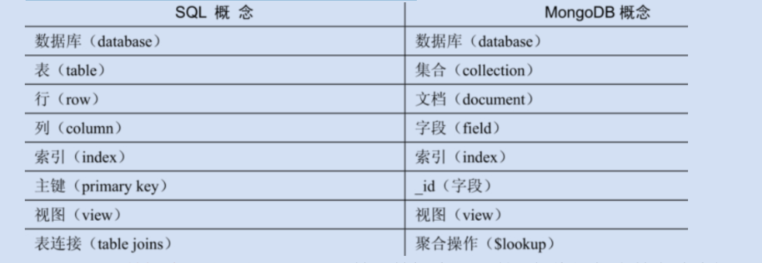 SQL 概 念 MongoDB 概念
数据库（database） 数据库（database）
表（table） 集合（collection）
行（row） 文档（document）
列（column） 字段（field）
索引（index） 索引（index）
主键（primary key） _id（字段）
视图（view） 视图（view）
表连接（table joins） 聚合操作（$lookup）